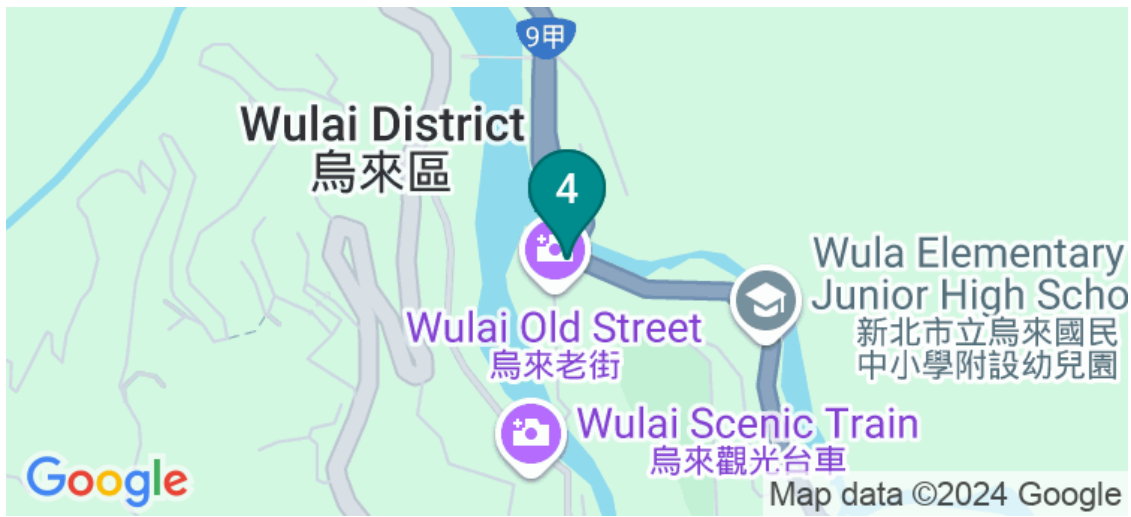 9甲
Wulai District
烏來區
4
Wula Elementary
Junior High Scho
新北市立烏來國民
中小學附設幼兒園
Wulai Old Street
烏來老街
Wulai Scenic Train
烏來觀光台車
Google
Map data ©2024 Google